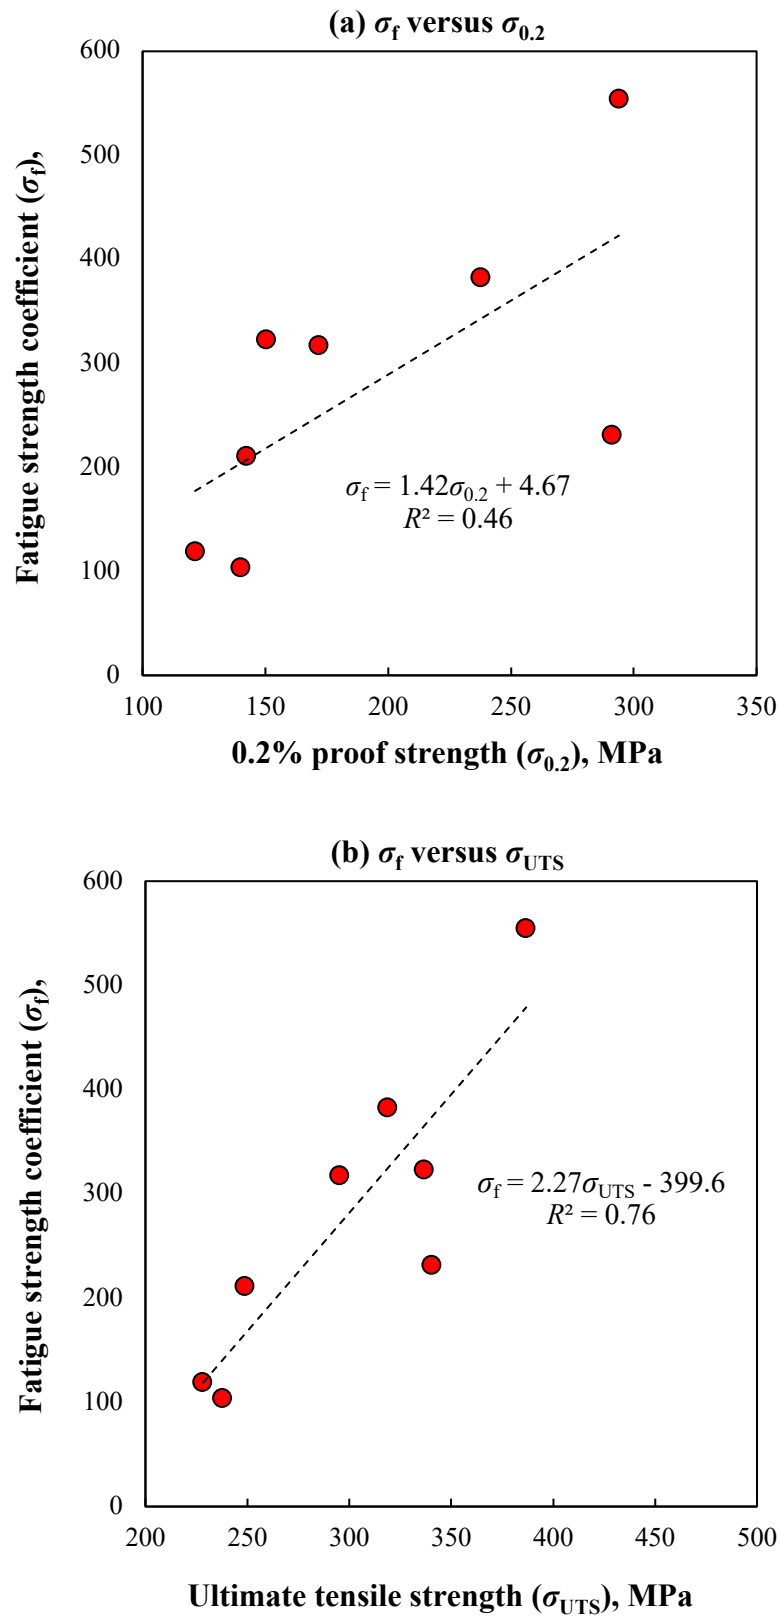 (a) σf versus σ0.2
600
500
400
300
200
100
0
Fatigue strength coefficient (σf),
σf = 1.42σ0.2 + 4.67
R² = 0.46
100 150 200 250 300 350
0.2% proof strength (σ0.2), MPa
(b) σf versus σUTS
600
500
400
300
200
100
0
Fatigue strength coefficient (σf),
σf = 2.27σUTS - 399.6
R² = 0.76
200 250 300 350 400 450 500
Ultimate tensile strength (σUTS), MPa